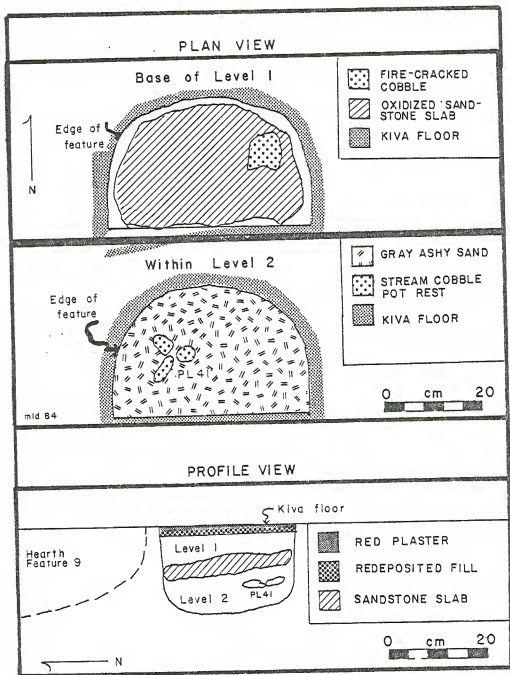 PLAN VIEW
Base of Level 1
Edge of
feature
N
FIRE-CRACKED
COBBLE
OXIDIZED SAND-
STONE SLAB
KIVA FLOOR
Within Level 2
Edge of
feature
PL41
mld 84
GRAY ASHY SAND
STREAM COBBLE
POT REST
KIVA FLOOR
0 cm 20
PROFILE VIEW
Kiva floor
Hearth
Feature 9
Level 1
Level 2
PL41
N
RED PLASTER
REDEPOSITED FILL
SANDSTONE SLAB
0 cm 20